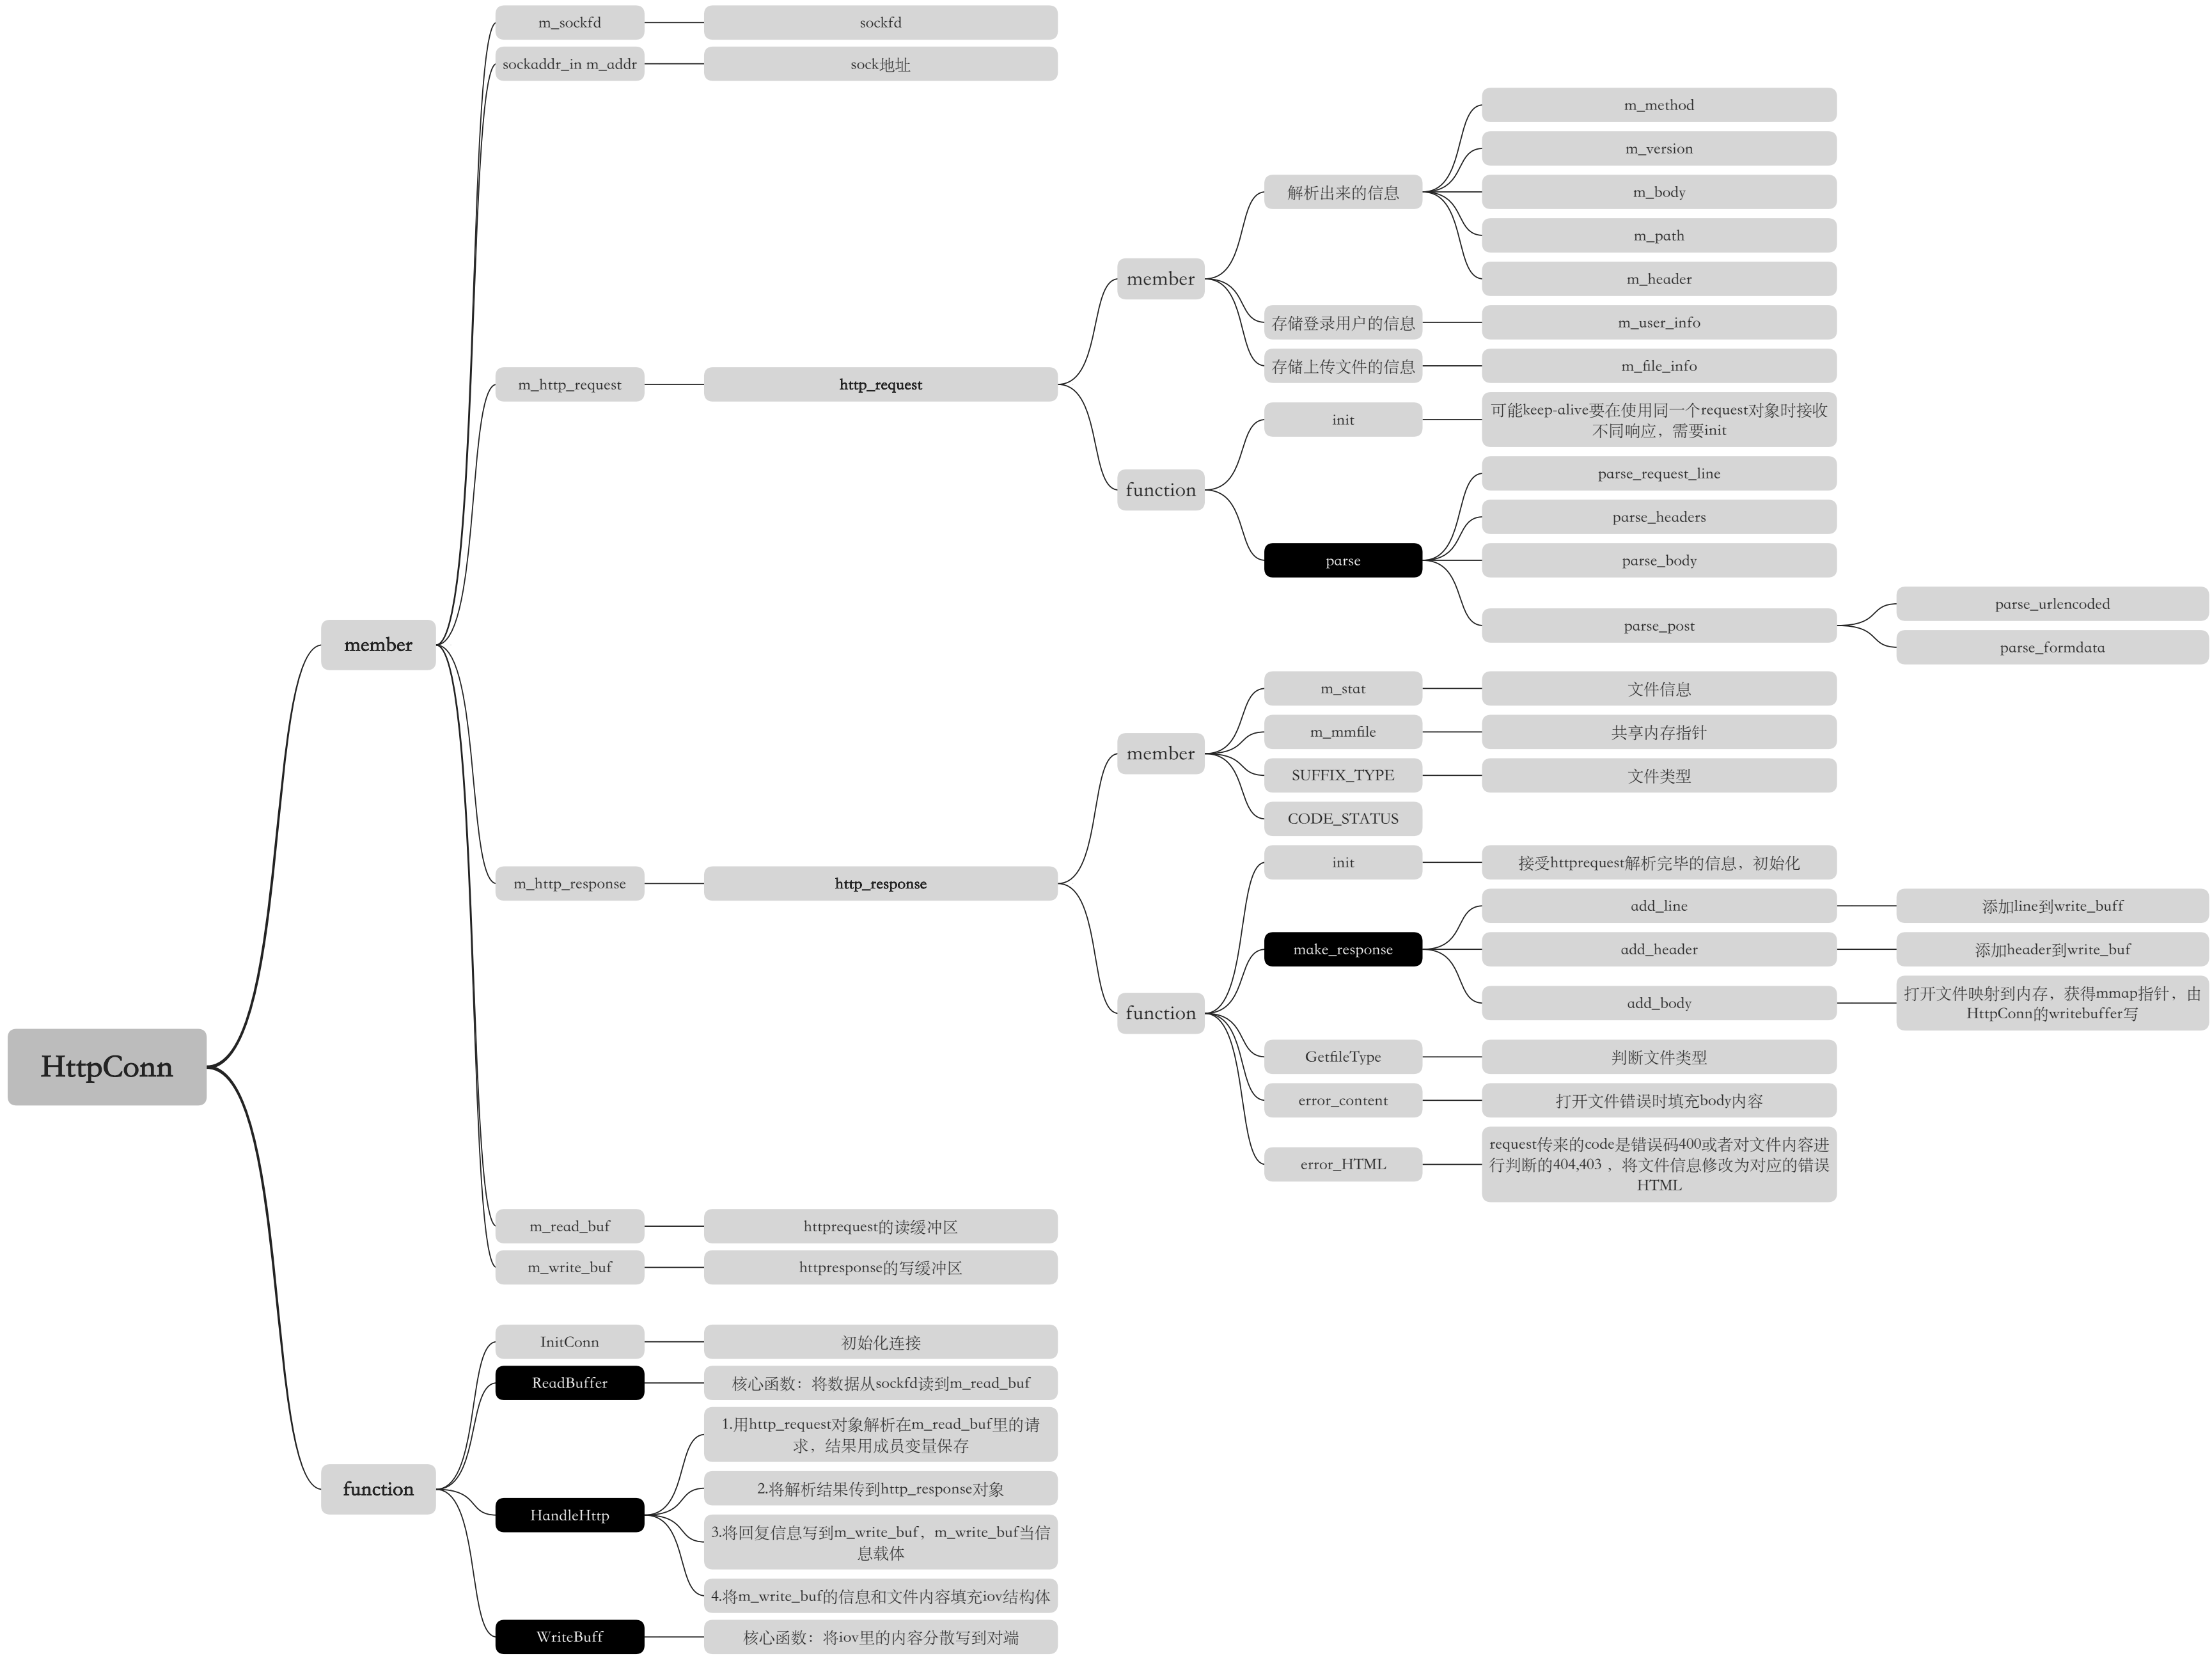 HttpConn
member
m_sockfd
sockfd
sockaddr_in m_addr
sock地址
m_http_request
http_request
member
解析出来的信息
m_method
m_version
m_body
m_path
m_header
存储登录用户的信息
m_user_info
存储上传文件的信息
m_file_info
function
init
可能keep-alive要在使用同一个request对象时接收
不同响应，需要init
parse
parse_request_line
parse_headers
parse_body
parse_post
parse_urlencoded
parse_formdata
m_http_response
http_response
member
m_stat
文件信息
m_mmfile
共享内存指针
SUFFIX_TYPE
文件类型
CODE_STATUS
function
init
接受httprequest解析完毕的信息，初始化
make_response
add_line
添加line到write_buff
add_header
添加header到write_buf
add_body
打开文件映射到内存，获得mmap指针，由
HttpConn的writebuffer写
GetfileType
判断文件类型
error_content
打开文件错误时填充body内容
error_HTML
request传来的code是错误码400或者对文件内容进
行判断的404,403 ，将文件信息修改为对应的错误
HTML
m_read_buf
httprequest的读缓冲区
m_write_buf
httpresponse的写缓冲区
function
InitConn
初始化连接
ReadBuffer
核心函数：将数据从sockfd读到m_read_buf
HandleHttp
1.用http_request对象解析在m_read_buf里的请
求，结果用成员变量保存
2.将解析结果传到http_response对象
3.将回复信息写到m_write_buf，m_write_buf当信
息载体
4.将m_write_buf的信息和文件内容填充iov结构体
WriteBuff
核心函数：将iov里的内容分散写到对端